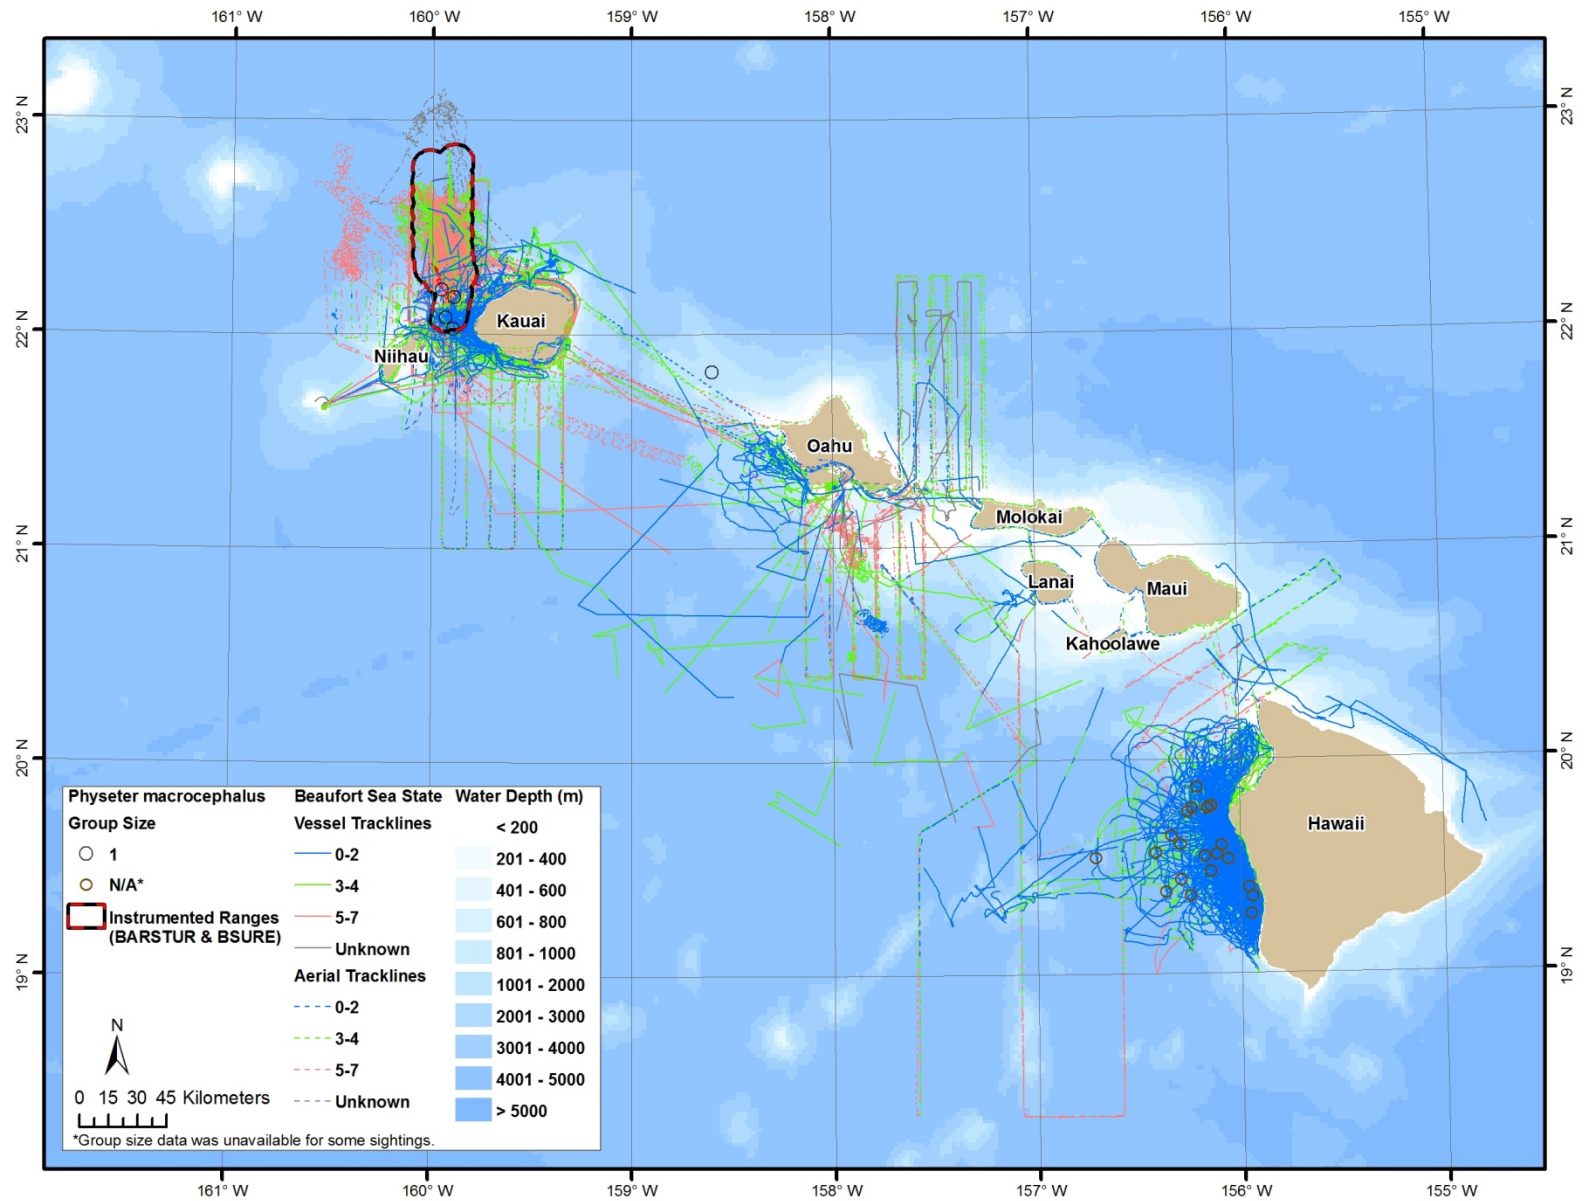 161° W 160° W 159° W 158° W 157° W 156° W 155° W
23° N 23° N
22° N 22° N
21° N 21° N
20° N 20° N
19° N 19° N
Kauai
Niihau
Oahu
Molokai
Lanai
Maui
Kahoolawe
Hawaii
Physeter macrocephalus
Group Size
1
N/A*
Instrumented Ranges
(BARSTUR & BSURE)
N
0 15 30 45 Kilometers
Beaufort Sea State
Vessel Tracklines
0-2
3-4
5-7
Unknown
Aerial Tracklines
0-2
3-4
5-7
Unknown
Water Depth (m)
< 200
201 - 400
401 - 600
601 - 800
801 - 1000
1001 - 2000
2001 - 3000
3001 - 4000
4001 - 5000
> 5000
*Group size data was unavailable for some sightings.
161° W 160° W 159° W 158° W 157° W 156° W 155° W